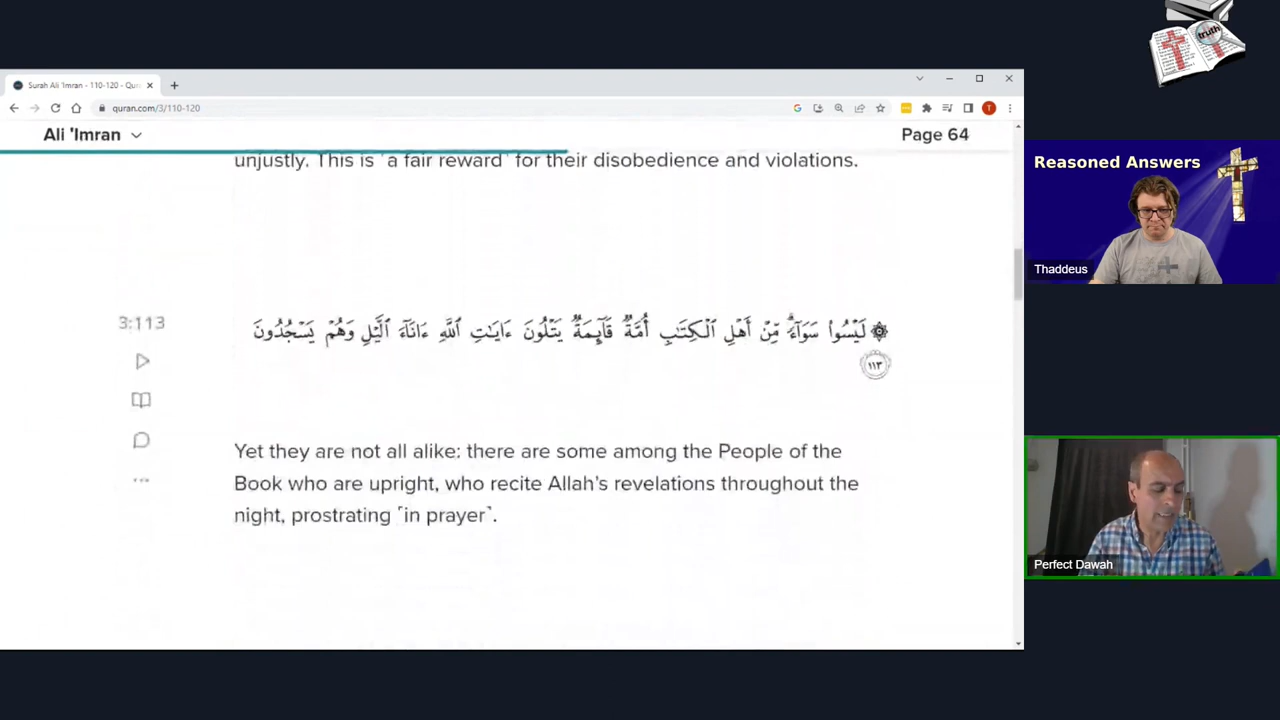 truth
Surah Ali 'Imran - 110-120 - Qur
quran.com/3/110-120
T
Ali 'Imran
Page 64
unjustly. This is ˹a fair reward˺ for their disobedience and violations.
3:113
۞ لَيْسُوا۟ سَوَآءً ۗ مِّنْ أَهْلِ ٱلْكِتَـٰبِ أُمَّةٌ قَآئِمَةٌ يَتْلُونَ ءَايَـٰتِ ٱللَّهِ ءَانَآءَ ٱلَّيْلِ وَهُمْ يَسْجُدُونَ
١١٣
Yet they are not all alike: there are some among the People of the
Book who are upright, who recite Allah's revelations throughout the
night, prostrating ˹in prayer˺.
Reasoned Answers
Thaddeus
Perfect Dawah